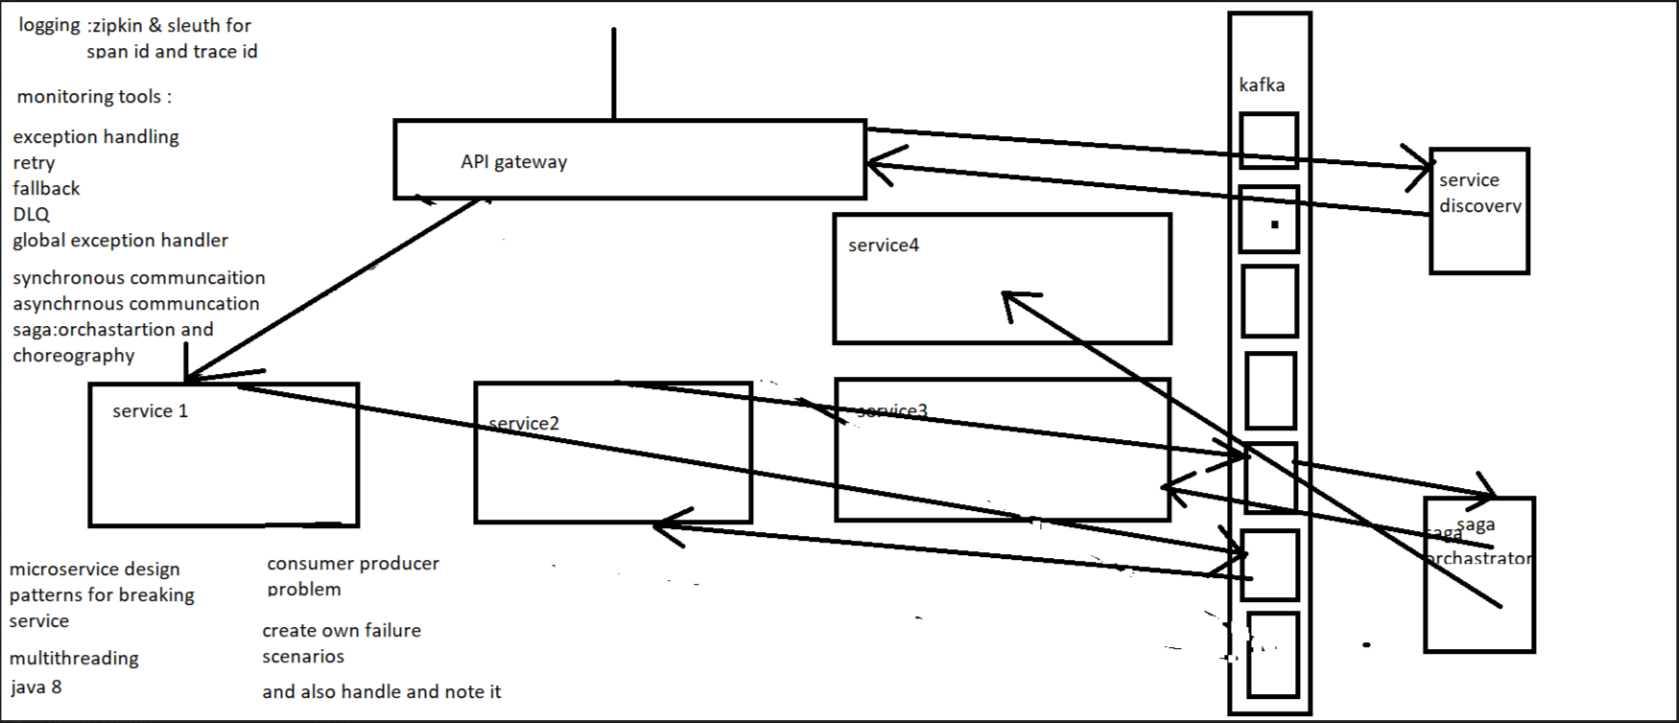 logging :zipkin & sleuth for
span id and trace id
monitoring tools :
exception handling
retry
fallback
DLQ
global exception handler
synchronous communcaition
asynchrnous communcation
saga:orchastartion and
choreography
API gateway
kafka
service
discovery
service4
service 1
service2
service3
saga
saga
orchastrator
microservice design
patterns for breaking
service
multithreading
java 8
consumer producer
problem
create own failure
scenarios
and also handle and note it